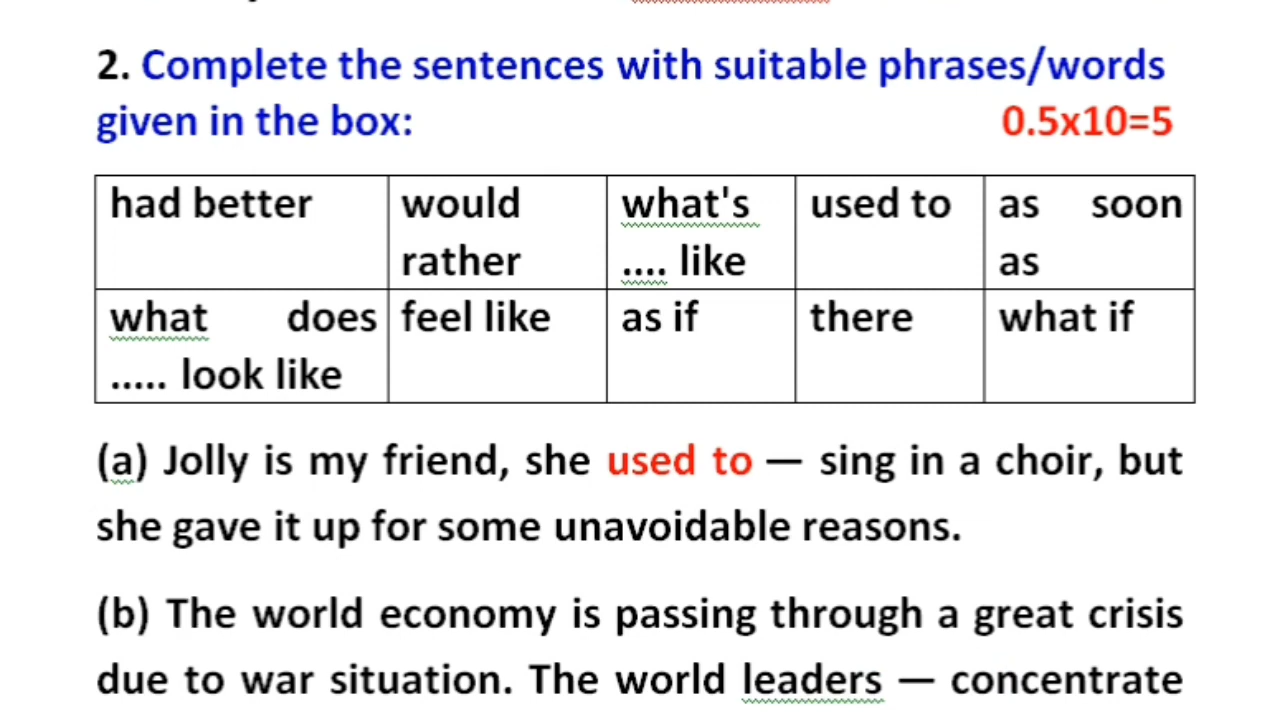 2. Complete the sentences with suitable phrases/words
given in the box: 0.5x10=5
had better would rather what's .... like used to as soon as
what does ..... look like feel like as if there what if
(a) Jolly is my friend, she used to — sing in a choir, but
she gave it up for some unavoidable reasons.
(b) The world economy is passing through a great crisis
due to war situation. The world leaders — concentrate